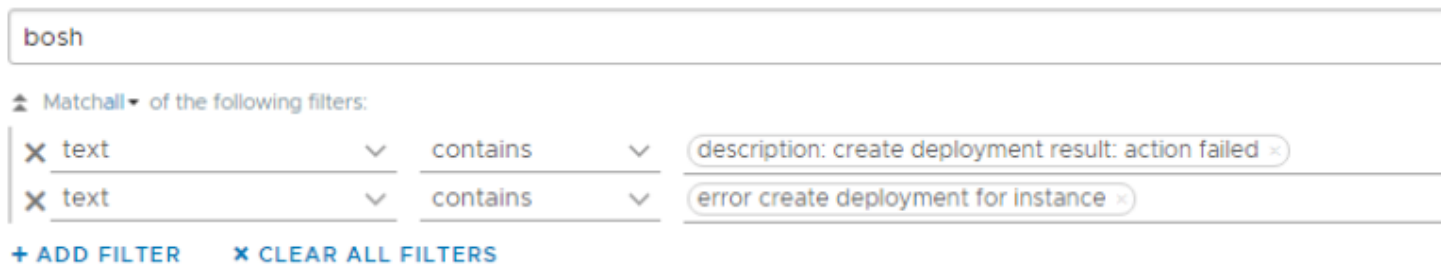 bosh
Matchall of the following filters:
text contains description: create deployment result: action failed ×
text contains error create deployment for instance ×
+ ADD FILTER × CLEAR ALL FILTERS